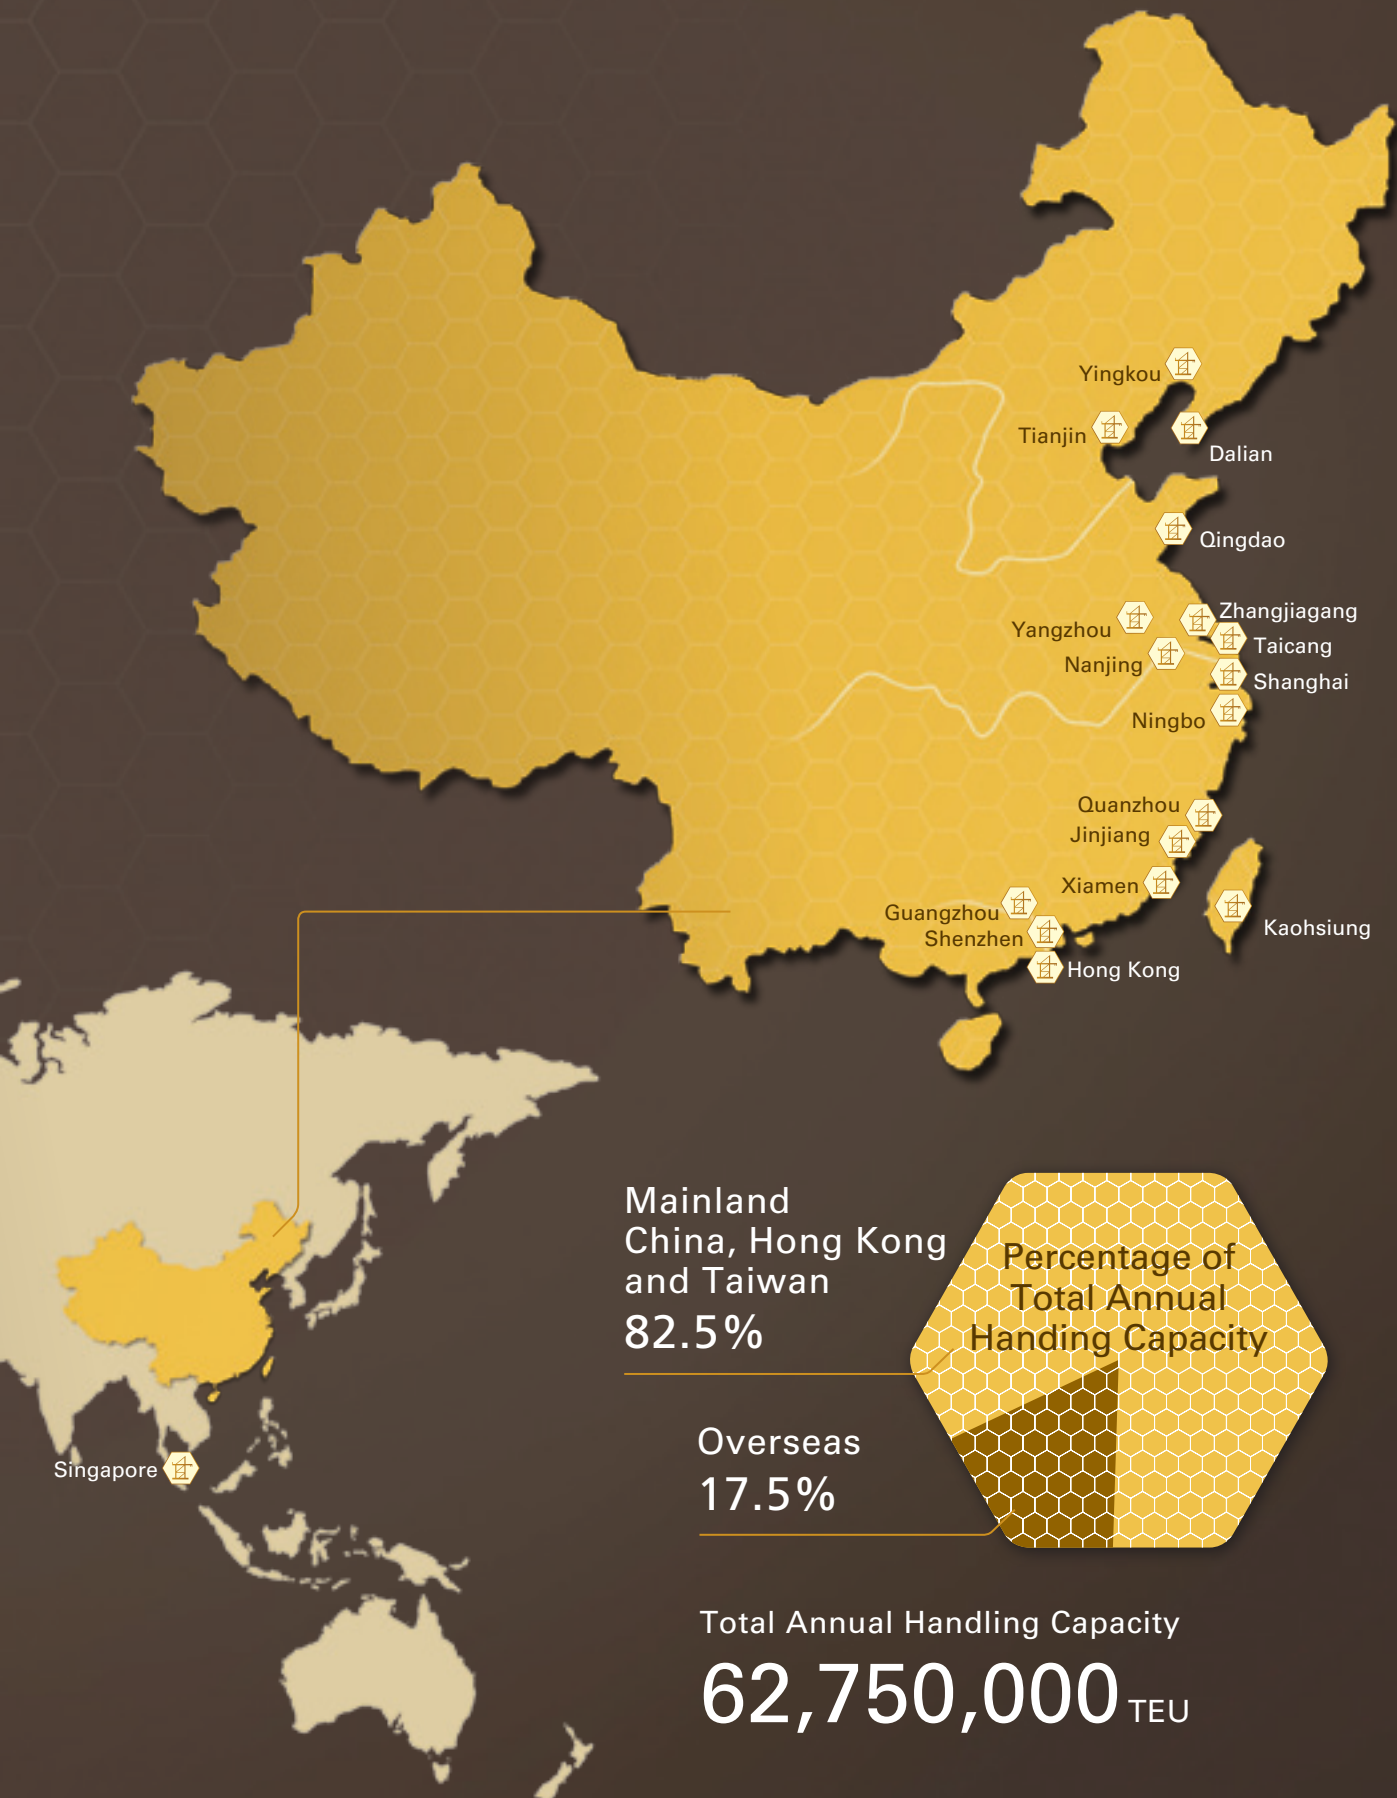 Yingkou
Tianjin
Dalian
Qingdao
Zhangjiagang
Yangzhou
Taicang
Nanjing
Shanghai
Ningbo
Quanzhou
Jinjiang
Xiamen
Guangzhou
Kaohsiung
Shenzhen
Hong Kong
Mainland
China, Hong Kong
and Taiwan
82.5%
Percentage of
Total Annual
Handing Capacity
Overseas
17.5%
Singapore
Total Annual Handling Capacity
62,750,000 TEU